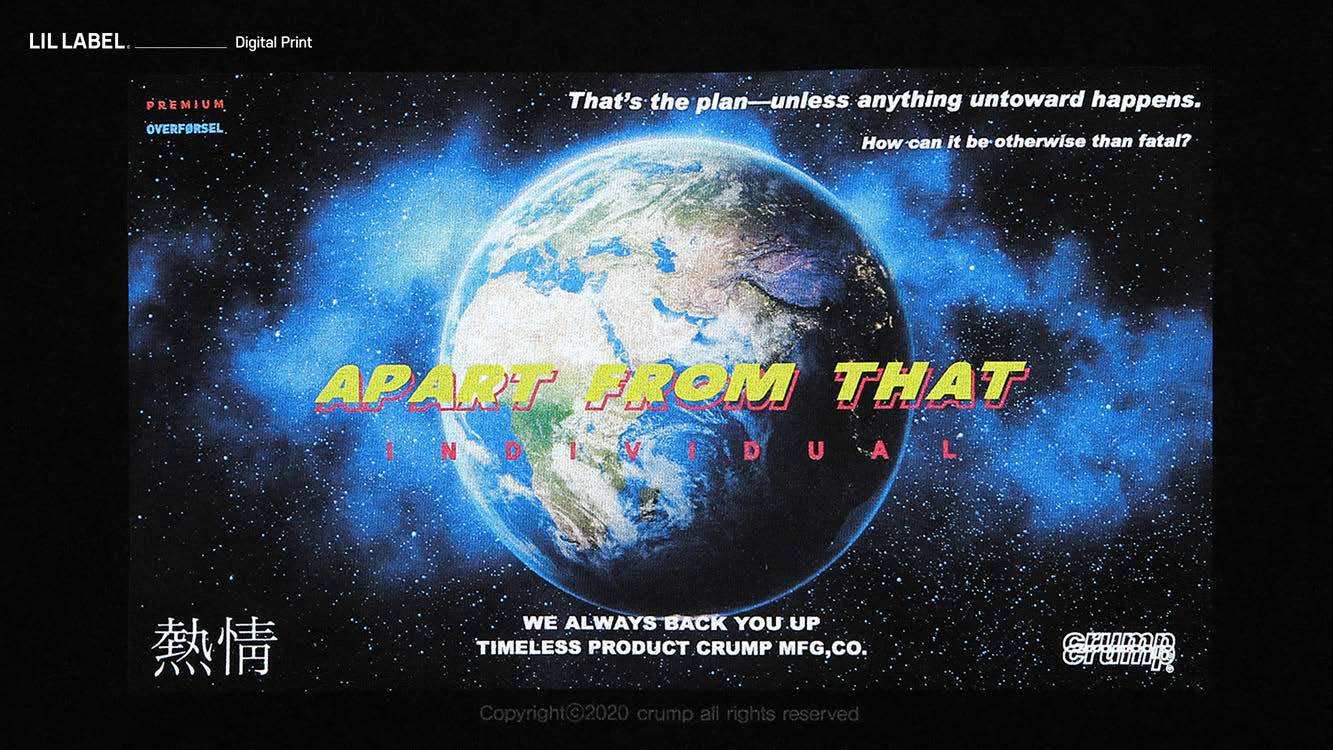 LIL LABEL
Digital Print
PREMIUM
OVERFØRSEL
That's the plan—unless anything untoward happens.
How can it be otherwise than fatal?
APART FROM THAT
INDIVIDUAL
WE ALWAYS BACK YOU UP
TIMELESS PRODUCT CRUMP MFG,CO.
熱情
crump
Copyrightⓒ2020 crump all rights reserved